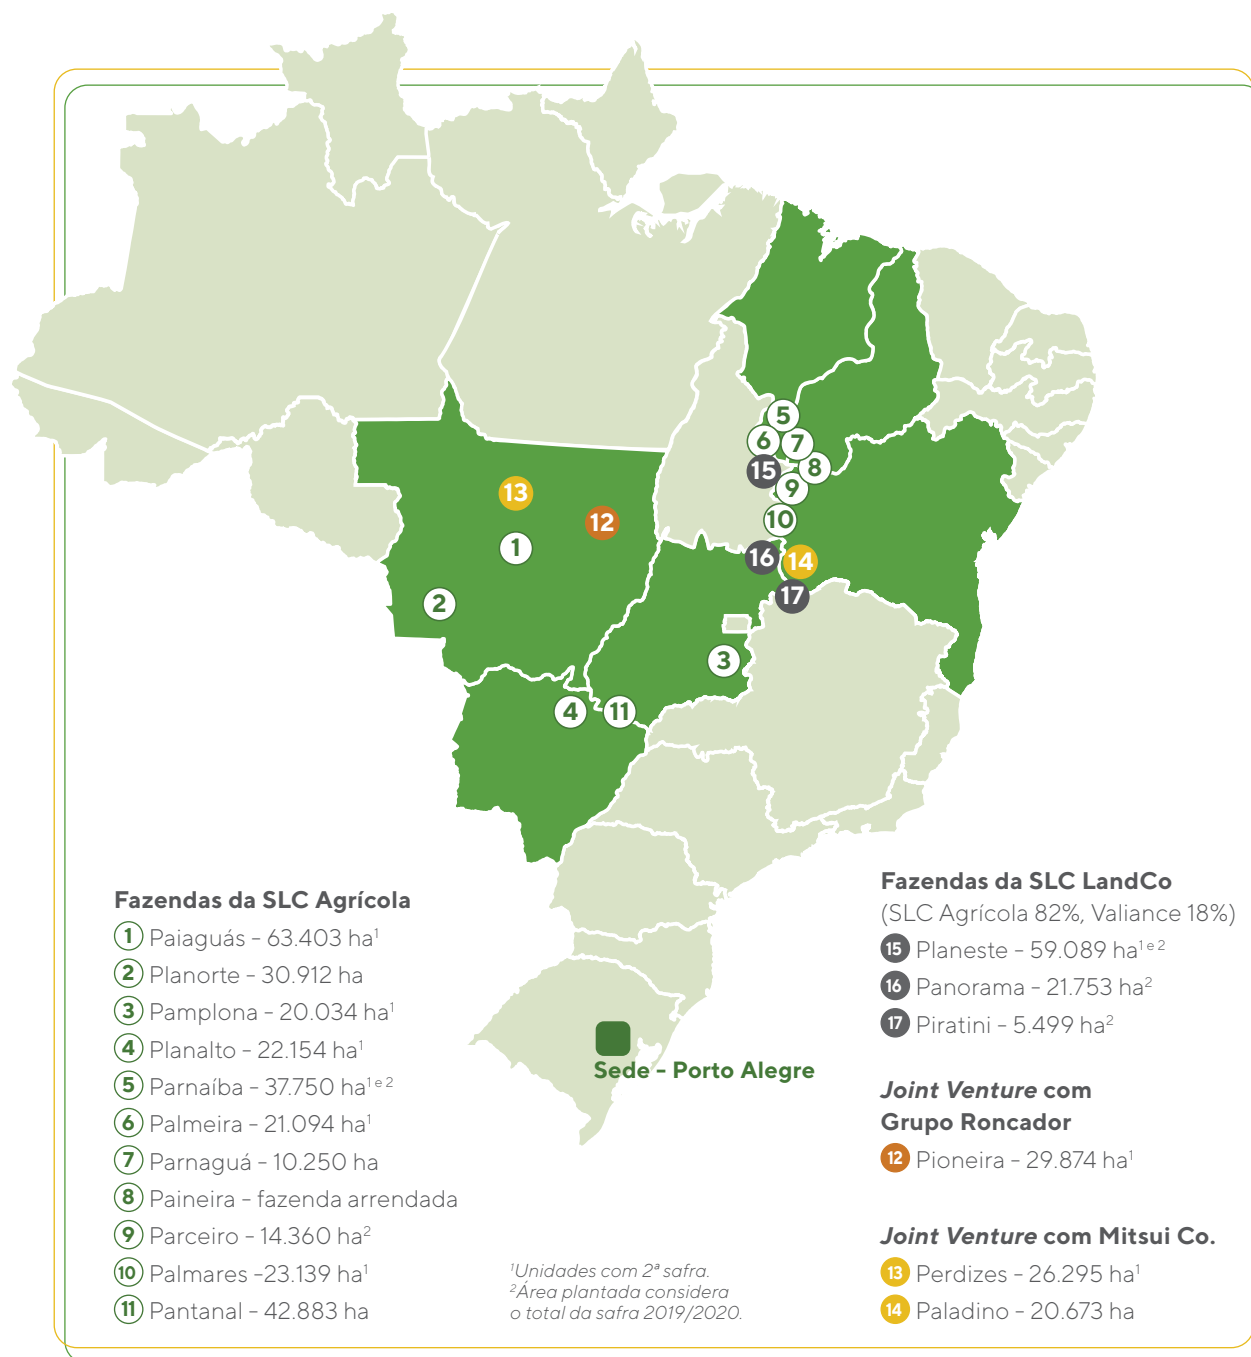 5
6
7
15
8
9
10
13
12
1
16
14
17
2
3
4
11
Sede - Porto Alegre
Fazendas da SLC Agrícola
1 Paiaguás - 63.403 ha¹
2 Planorte - 30.912 ha
3 Pamplona - 20.034 ha¹
4 Planalto - 22.154 ha¹
5 Parnaíba - 37.750 ha¹ ᵉ ²
6 Palmeira - 21.094 ha¹
7 Parnaguá - 10.250 ha
8 Paineira - fazenda arrendada
9 Parceiro - 14.360 ha²
10 Palmares -23.139 ha¹
11 Pantanal - 42.883 ha
¹Unidades com 2ª safra.
²Área plantada considera
o total da safra 2019/2020.
Fazendas da SLC LandCo
(SLC Agrícola 82%, Valiance 18%)
15 Planeste - 59.089 ha¹ ᵉ ²
16 Panorama - 21.753 ha²
17 Piratini - 5.499 ha²
Joint Venture com
Grupo Roncador
12 Pioneira - 29.874 ha¹
Joint Venture com Mitsui Co.
13 Perdizes - 26.295 ha¹
14 Paladino - 20.673 ha